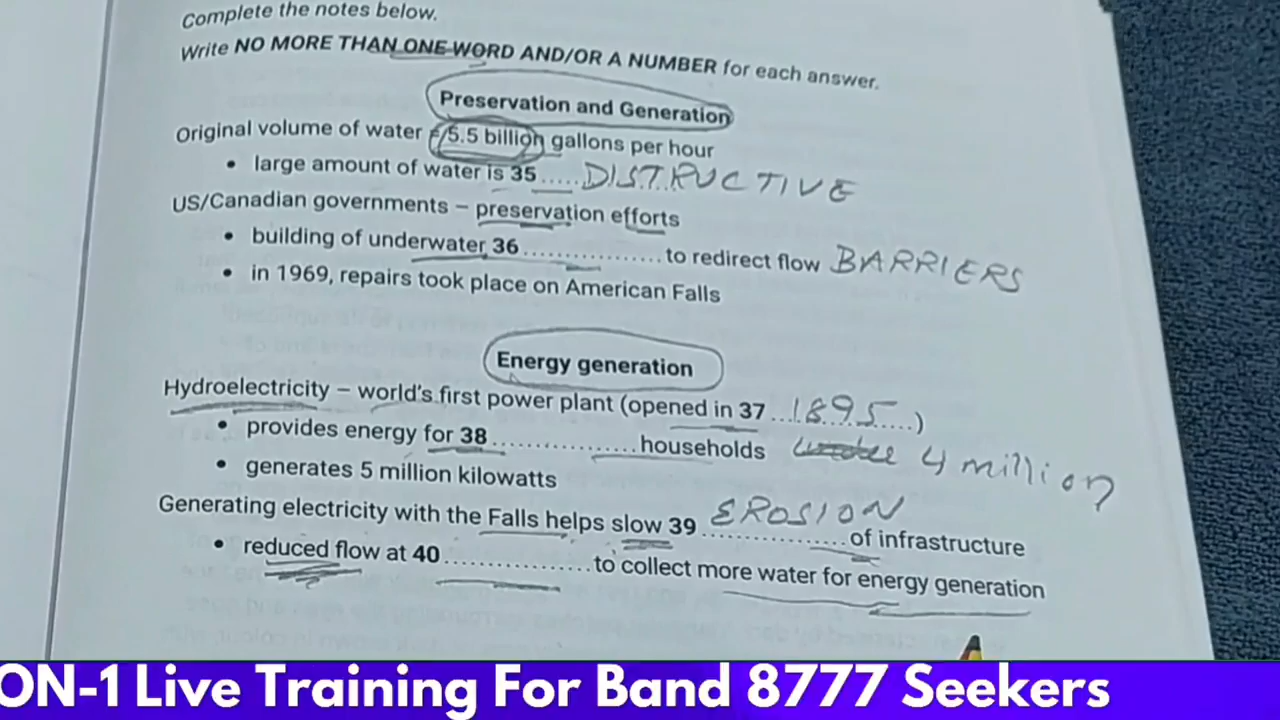 Complete the notes below.
Write NO MORE THAN ONE WORD AND/OR A NUMBER for each answer.
Preservation and Generation
Original volume of water = 5.5 billion gallons per hour
• large amount of water is 35 ..... DISTRUCTIVE
US/Canadian governments – preservation efforts
• building of underwater 36 .................... to redirect flow BARRIERS
• in 1969, repairs took place on American Falls
Energy generation
Hydroelectricity – world's first power plant (opened in 37 ...1895.....)
• provides energy for 38 .................... households 4 million
• generates 5 million kilowatts
Generating electricity with the Falls helps slow 39 EROSION .................... of infrastructure
• reduced flow at 40 .................... to collect more water for energy generation
ON-1 Live Training For Band 8777 Seekers